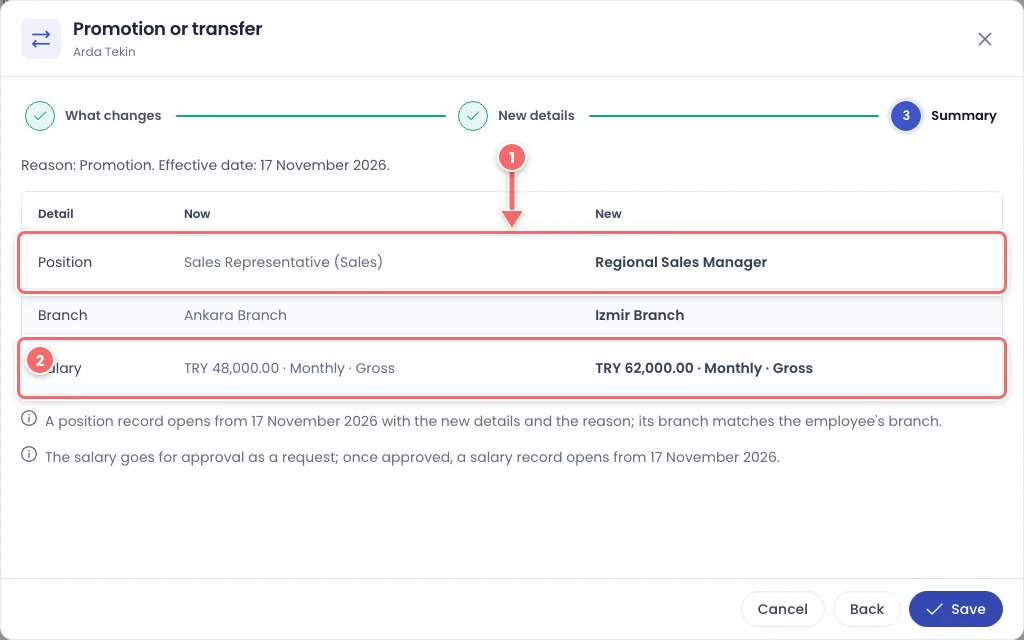 Promotion or transfer
Arda Tekin
What changes
New details
3 Summary
Reason: Promotion. Effective date: 17 November 2026.
1
Detail Now New
Position Sales Representative (Sales) Regional Sales Manager
Branch Ankara Branch Izmir Branch
2 alary TRY 48,000.00 · Monthly · Gross TRY 62,000.00 · Monthly · Gross
A position record opens from 17 November 2026 with the new details and the reason; its branch matches the employee's branch.
The salary goes for approval as a request; once approved, a salary record opens from 17 November 2026.
Cancel Back Save